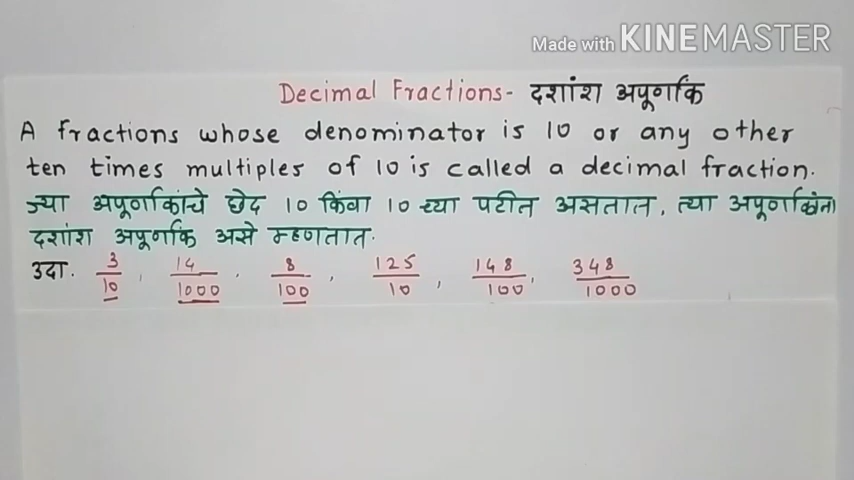 Made with KINEMASTER
Decimal Fractions- दशांश अपूर्णांक
A fractions whose denominator is 10 or any other
ten times multiples of 10 is called a decimal fraction.
ज्या अपूर्णांकांचे छेद 10 किंवा 10 च्या पटीत असतात, त्या अपूर्णांकांना
दशांश अपूर्णांक असे म्हणतात.
उदा. 3/10, 14/1000, 8/100, 125/10, 148/100, 348/1000